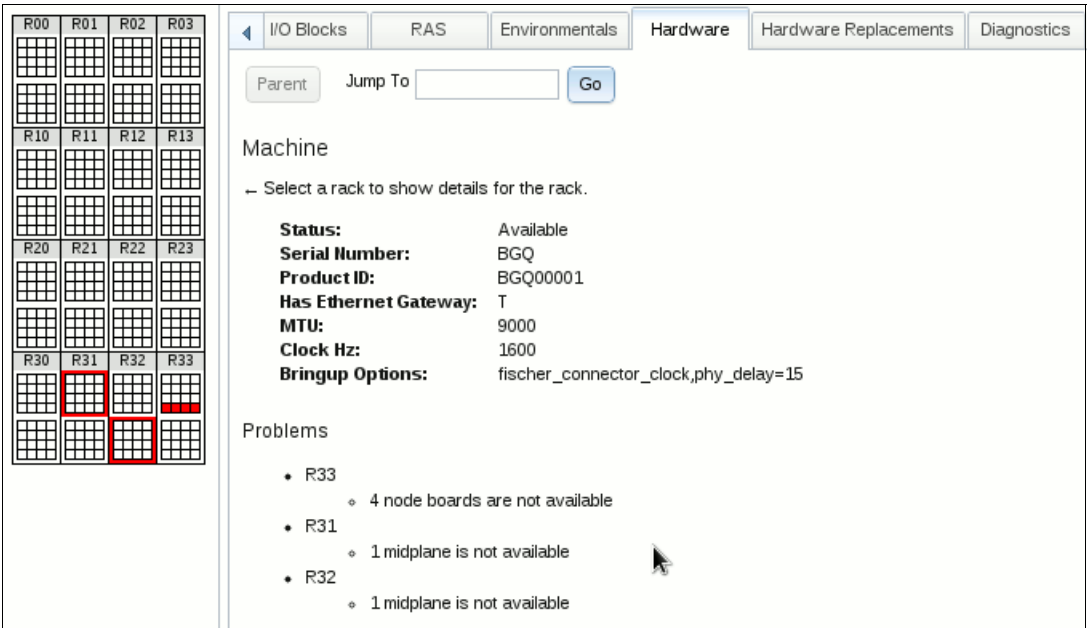 R00 R01 R02 R03
R10 R11 R12 R13
R20 R21 R22 R23
R30 R31 R32 R33
I/O Blocks RAS Environmentals Hardware Hardware Replacements Diagnostics
Parent Jump To Go
Machine
← Select a rack to show details for the rack.
Status: Available
Serial Number: BGQ
Product ID: BGQ00001
Has Ethernet Gateway: T
MTU: 9000
Clock Hz: 1600
Bringup Options: fischer_connector_clock,phy_delay=15
Problems
• R33
◦ 4 node boards are not available
• R31
◦ 1 midplane is not available
• R32
◦ 1 midplane is not available